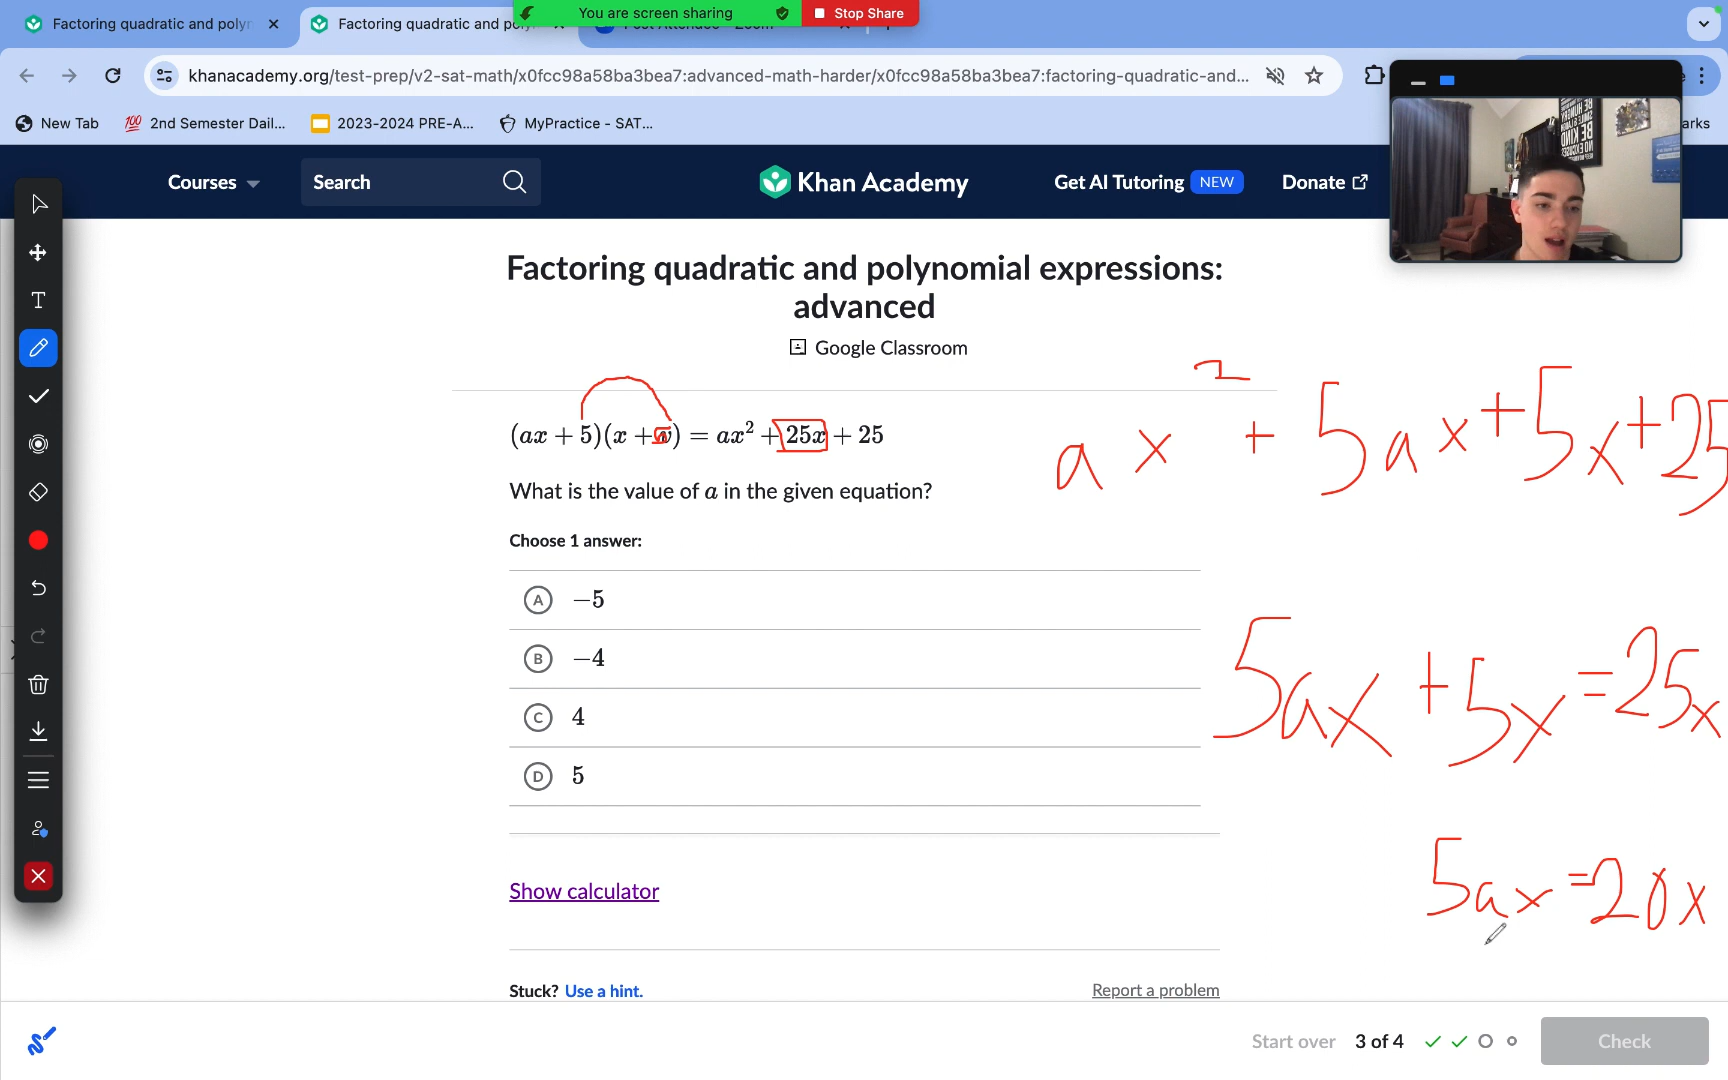 Factoring quadratic and polyn
Factoring quadratic and po
You are screen sharing
Stop Share
khanacademy.org/test-prep/v2-sat-math/x0fcc98a58ba3bea7:advanced-math-harder/x0fcc98a58ba3bea7:factoring-quadratic-and...
New Tab
100 2nd Semester Dail...
2023-2024 PRE-A...
MyPractice - SAT...
arks
Courses
Search
Khan Academy
Get AI Tutoring NEW
Donate
BE KIND
Factoring quadratic and polynomial expressions:
advanced
Google Classroom
(ax + 5)(x + 5) = ax² + 25x + 25
ax² + 5ax + 5x + 25
What is the value of a in the given equation?
Choose 1 answer:
A −5
B −4
C 4
D 5
5ax + 5x = 25x
5ax = 20x
Show calculator
Stuck? Use a hint.
Report a problem
Start over
3 of 4
Check